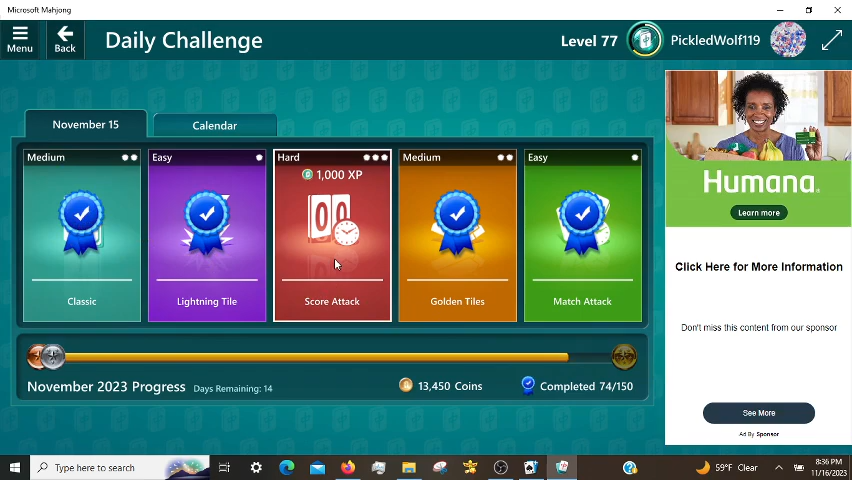 Microsoft Mahjong
Menu
Back
Daily Challenge
Level 77
PickledWolf119
November 15
Calendar
Medium
Classic
Easy
Lightning Tile
Hard
1,000 XP
00
Score Attack
Medium
Golden Tiles
Easy
Match Attack
November 2023 Progress
Days Remaining: 14
13,450 Coins
Completed 74/150
Humana
Learn more
Click Here for More Information
Don't miss this content from our sponsor
See More
Ad By Sponsor
Type here to search
59°F Clear
8:36 PM
11/16/2023